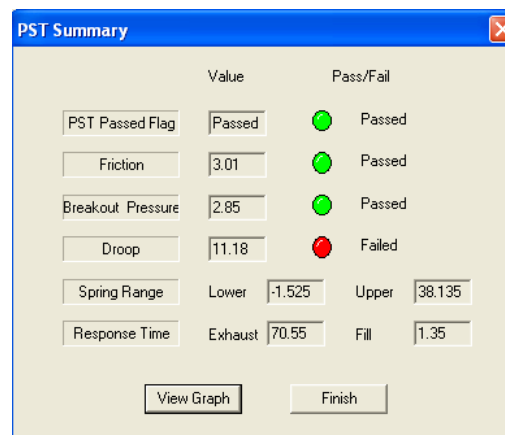 PST Summary
Value Pass/Fail
PST Passed Flag Passed Passed
Friction 3.01 Passed
Breakout Pressure 2.85 Passed
Droop 11.18 Failed
Spring Range Lower -1.525 Upper 38.135
Response Time Exhaust 70.55 Fill 1.35
View Graph Finish